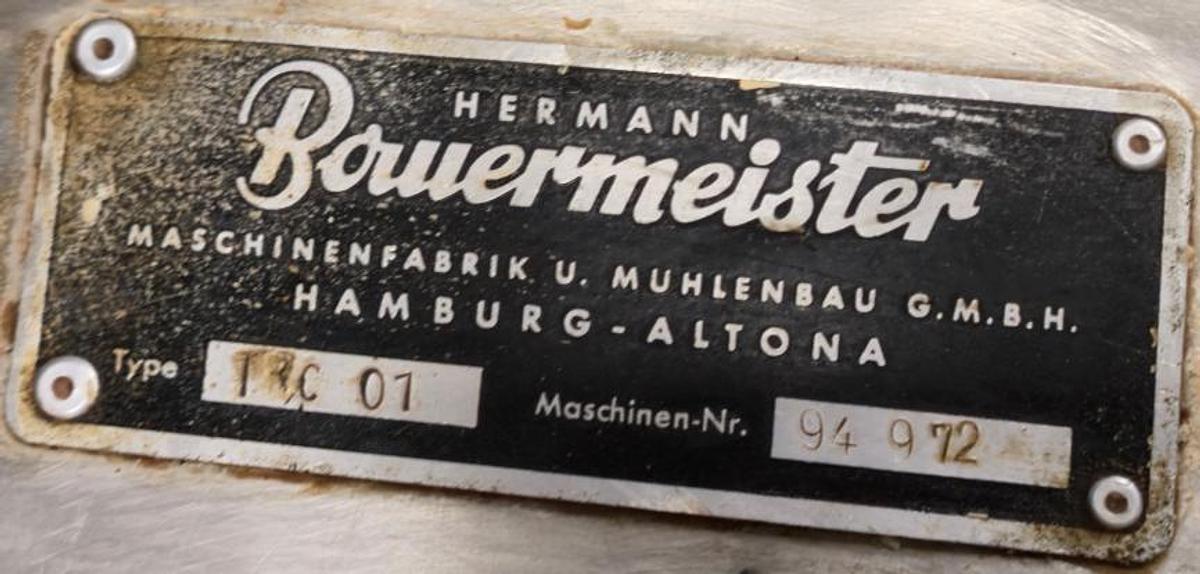 HERMANN
Bauermeister
MASCHINENFABRIK U. MUHLENBAU G.M.B.H.
HAMBURG-ALTONA
Type 01 Maschinen-Nr. 94 972